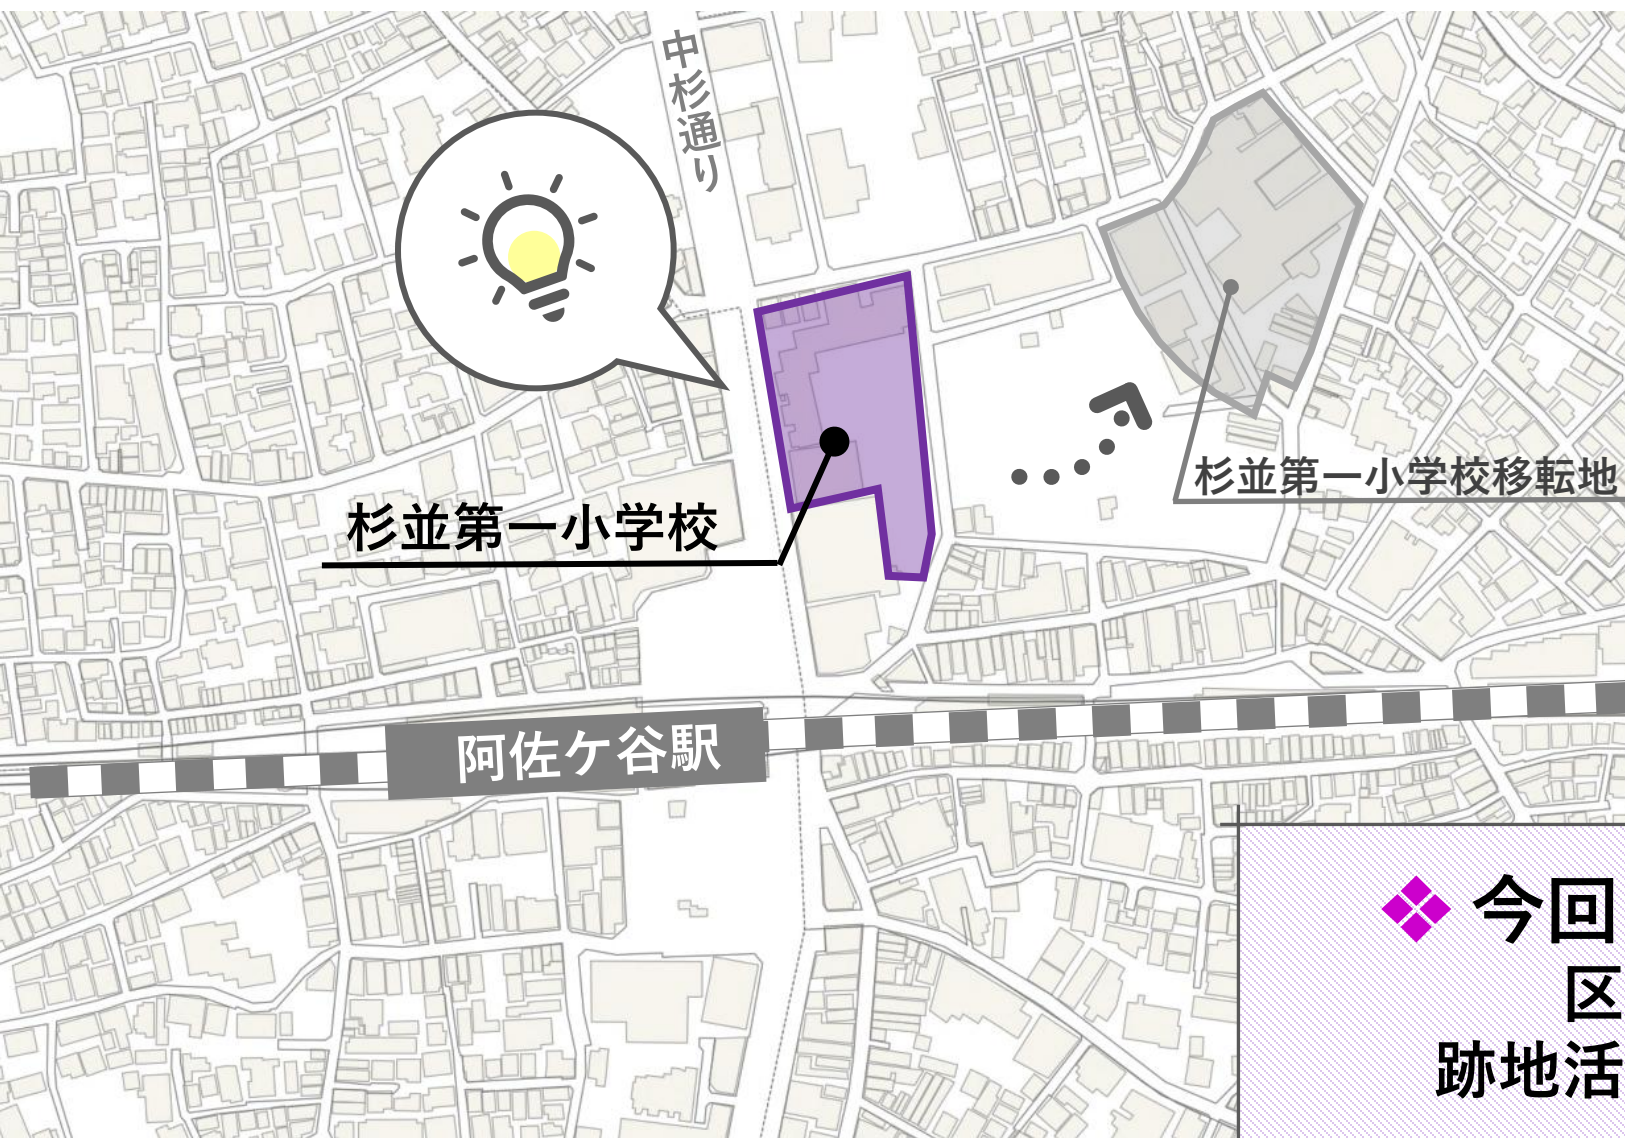 中杉通り
杉並第一小学校移転地
杉並第一小学校
阿佐ケ谷駅
❖ 今回
区
跡地活